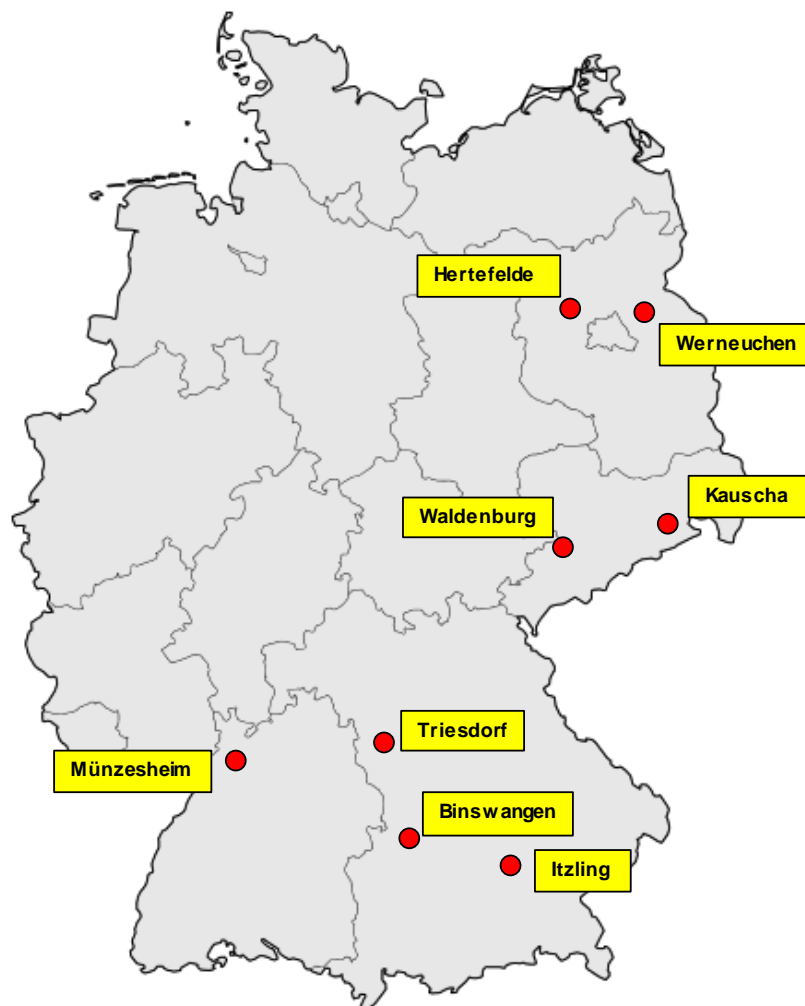 Hertefelde
Werneuchen
Kauscha
Waldenburg
Triesdorf
Münzesheim
Binswangen
Itzling